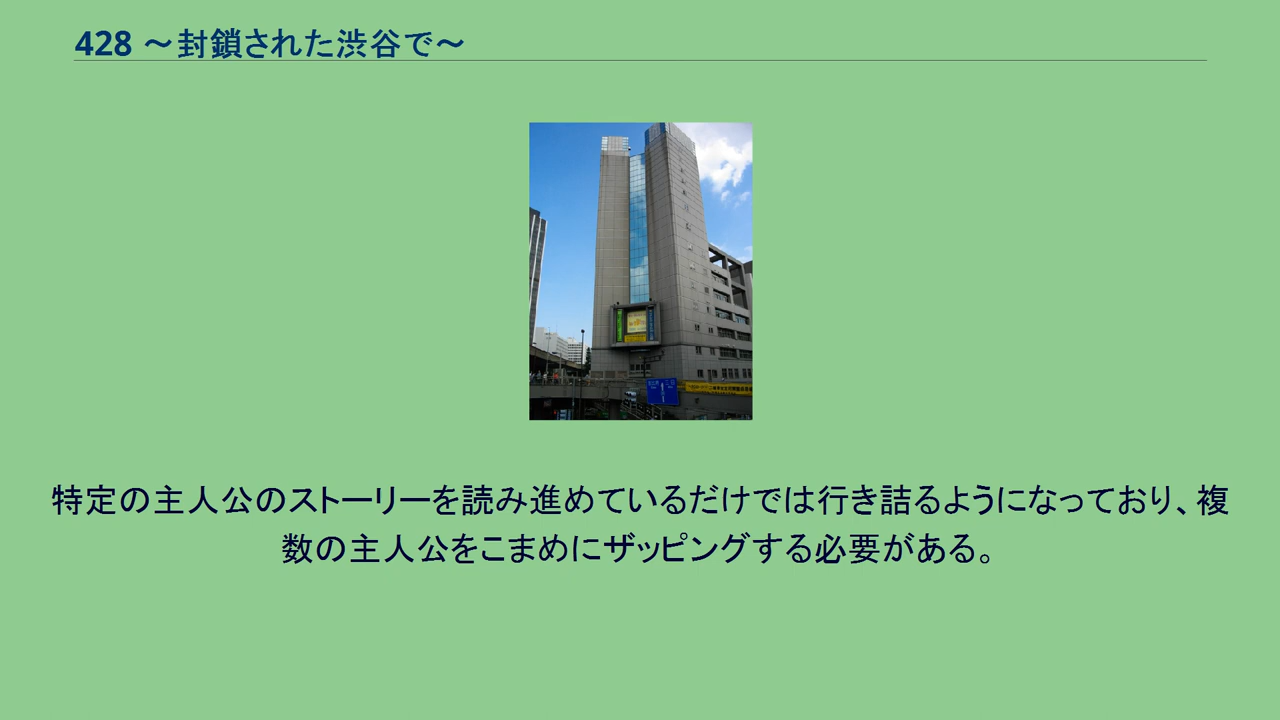 428 ～封鎖された渋谷で～
特定の主人公のストーリーを読み進めているだけでは行き詰るようになっており、複
数の主人公をこまめにザッピングする必要がある。